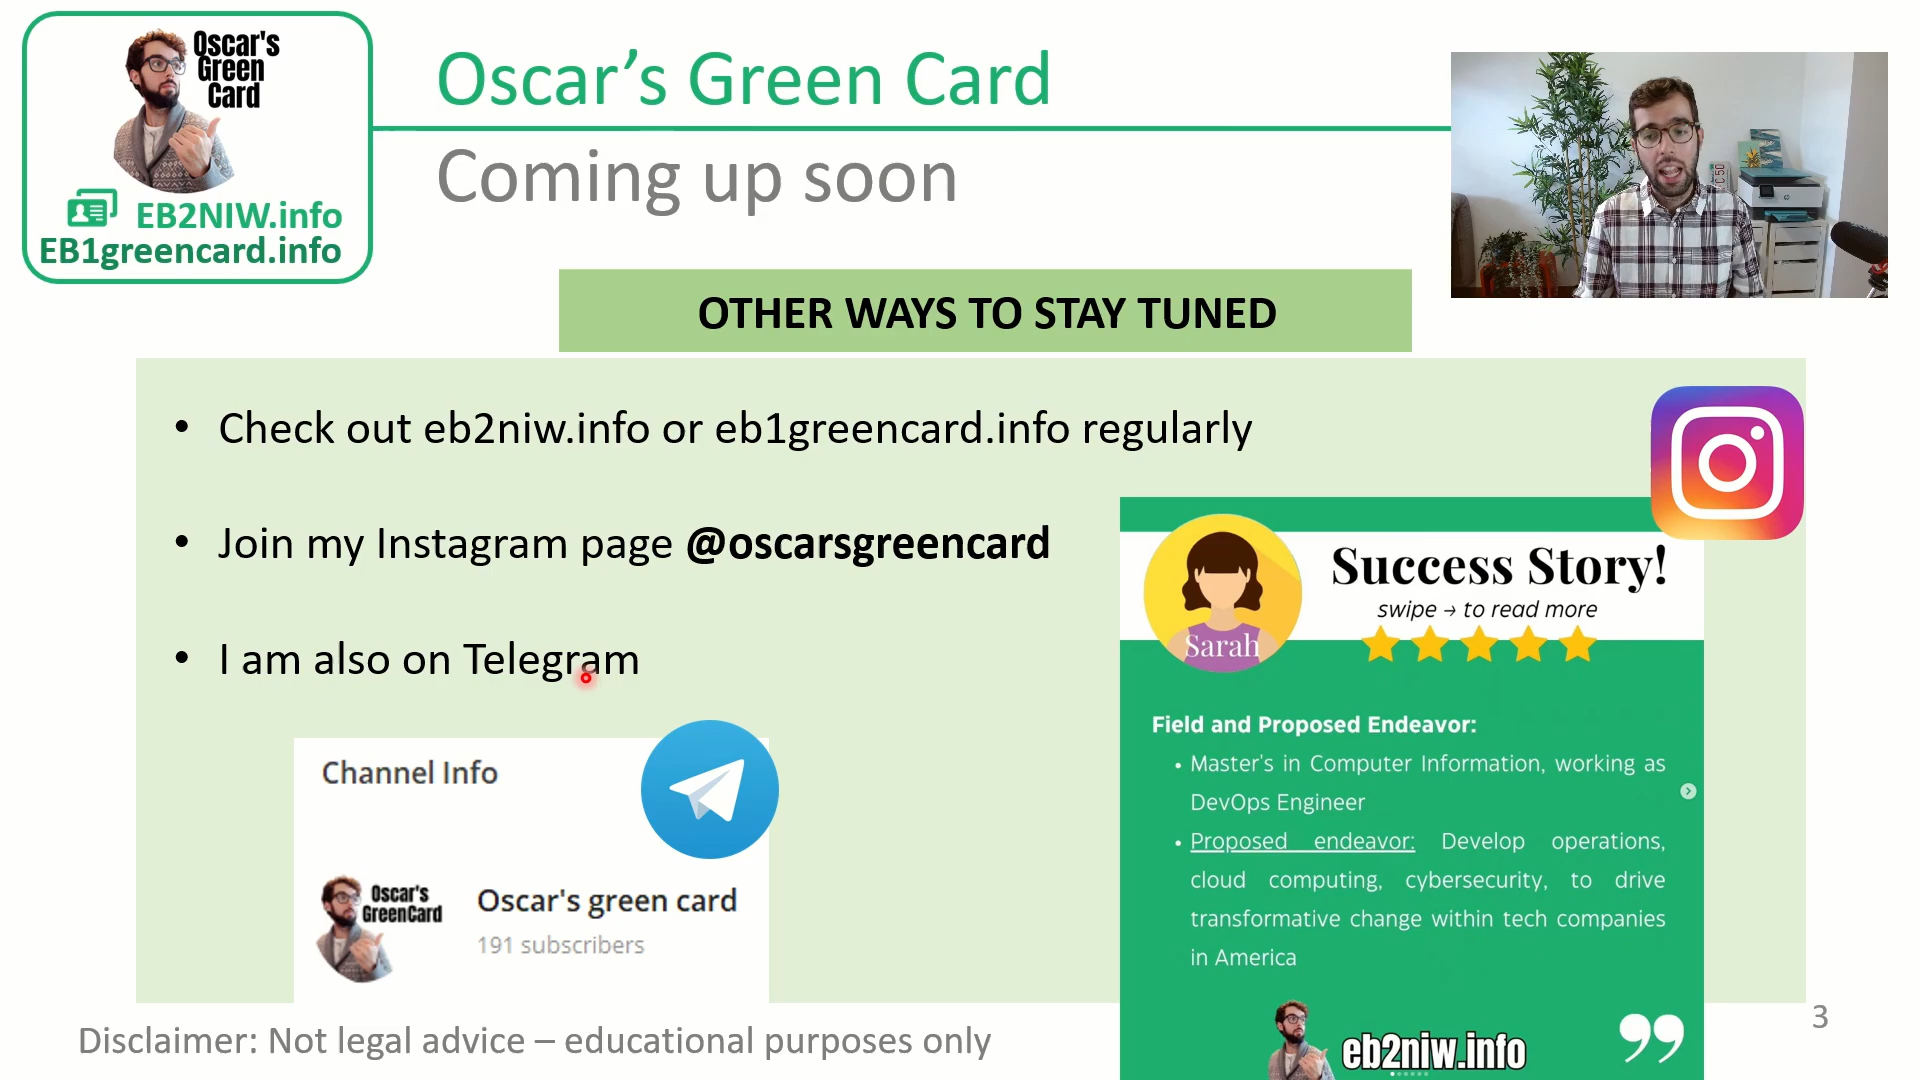 Oscar's
Green
Card
EB2NIW.info
EB1greencard.info
Oscar’s Green Card
Coming up soon
OTHER WAYS TO STAY TUNED
• Check out eb2niw.info or eb1greencard.info regularly
• Join my Instagram page @oscarsgreencard
• I am also on Telegram
Channel Info
Oscar's
GreenCard
Oscar's green card
191 subscribers
Success Story!
swipe → to read more
Sarah
Field and Proposed Endeavor:
• Master's in Computer Information, working as
DevOps Engineer
• Proposed endeavor: Develop operations,
cloud computing, cybersecurity, to drive
transformative change within tech companies
in America
eb2niw.info
Disclaimer: Not legal advice – educational purposes only
3